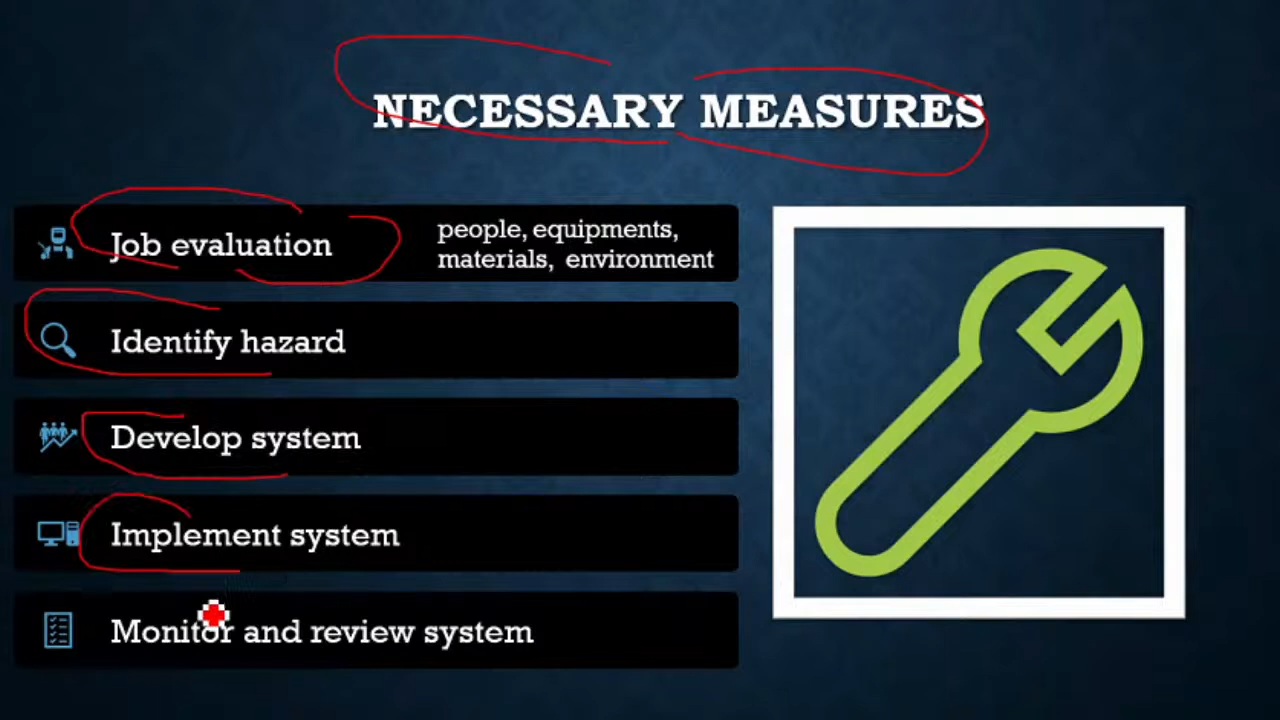 NECESSARY MEASURES
Job evaluation
people, equipments,
materials, environment
Identify hazard
Develop system
Implement system
Monitor and review system